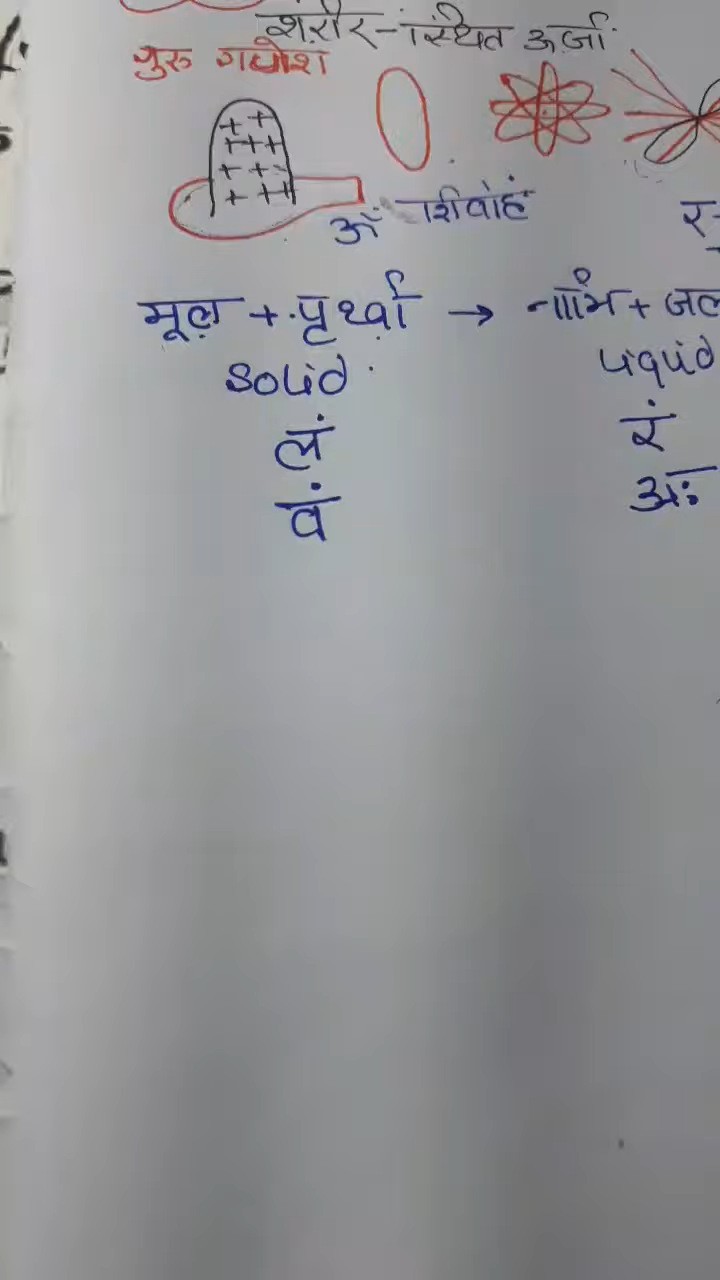 शरीर-स्थित ऊर्जा
गुरु गणेश
+ +
+ + +
+ +
+ + +
ॐ शिवोहं
मूल + पृथ्वी → नाभि + जल
solid
liquid
लं
रं
वं
अः